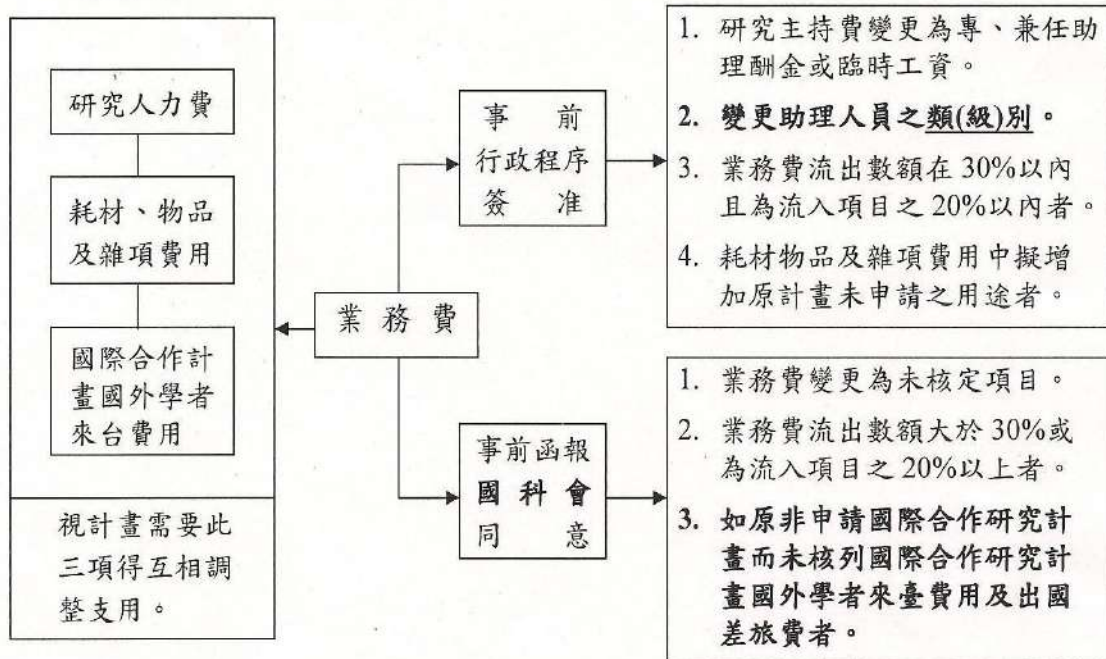 研究人力費
耗材、物品
及雜項費用
國際合作計
畫國外學者
來台費用
視計畫需要此
三項得互相調
整支用。
業務費
事前
行政程序
簽准
1. 研究主持費變更為專、兼任助
理酬金或臨時工資。
2. 變更助理人員之類(級)別。
3. 業務費流出數額在 30%以內
且為流入項目之 20%以內者。
4. 耗材物品及雜項費用中擬增
加原計畫未申請之用途者。
事前函報
國科會
同意
1. 業務費變更為未核定項目。
2. 業務費流出數額大於 30%或
為流入項目之 20%以上者。
3. 如原非申請國際合作研究計
畫而未核列國際合作研究計
畫國外學者來臺費用及出國
差旅費者。